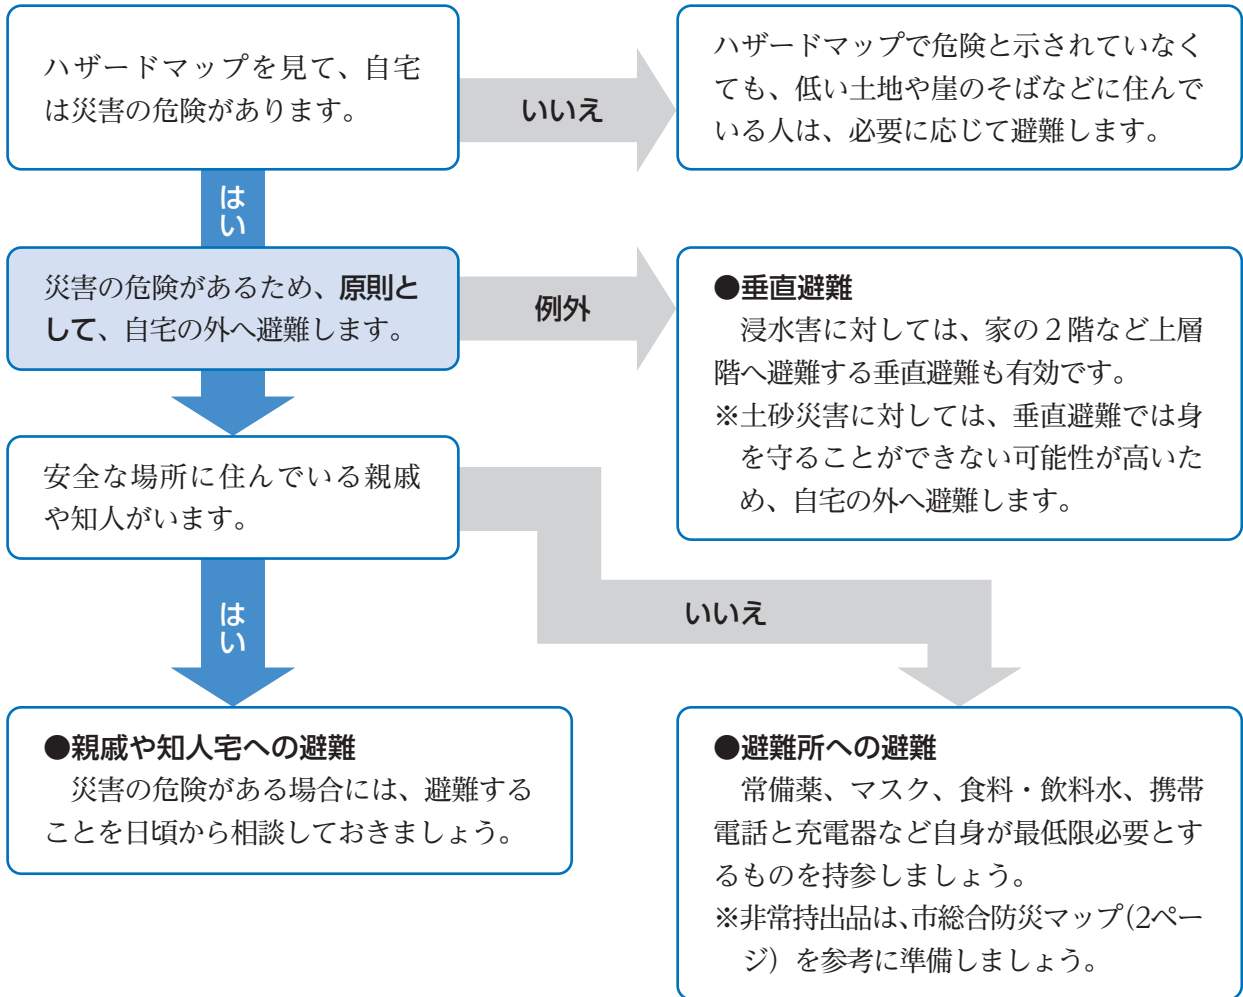 ハザードマップを見て、自宅
は災害の危険があります。
いいえ
ハザードマップで危険と示されていなく
ても、低い土地や崖のそばなどに住んで
いる人は、必要に応じて避難します。
はい
災害の危険があるため、原則と
して、自宅の外へ避難します。
例外
●垂直避難
浸水害に対しては、家の２階など上層
階へ避難する垂直避難も有効です。
※土砂災害に対しては、垂直避難では身
を守ることができない可能性が高いた
め、自宅の外へ避難します。
安全な場所に住んでいる親戚
や知人がいます。
はい
いいえ
●親戚や知人宅への避難
災害の危険がある場合には、避難する
ことを日頃から相談しておきましょう。
●避難所への避難
常備薬、マスク、食料・飲料水、携帯
電話と充電器など自身が最低限必要とす
るものを持参しましょう。
※非常持出品は、市総合防災マップ(2ペー
ジ）を参考に準備しましょう。